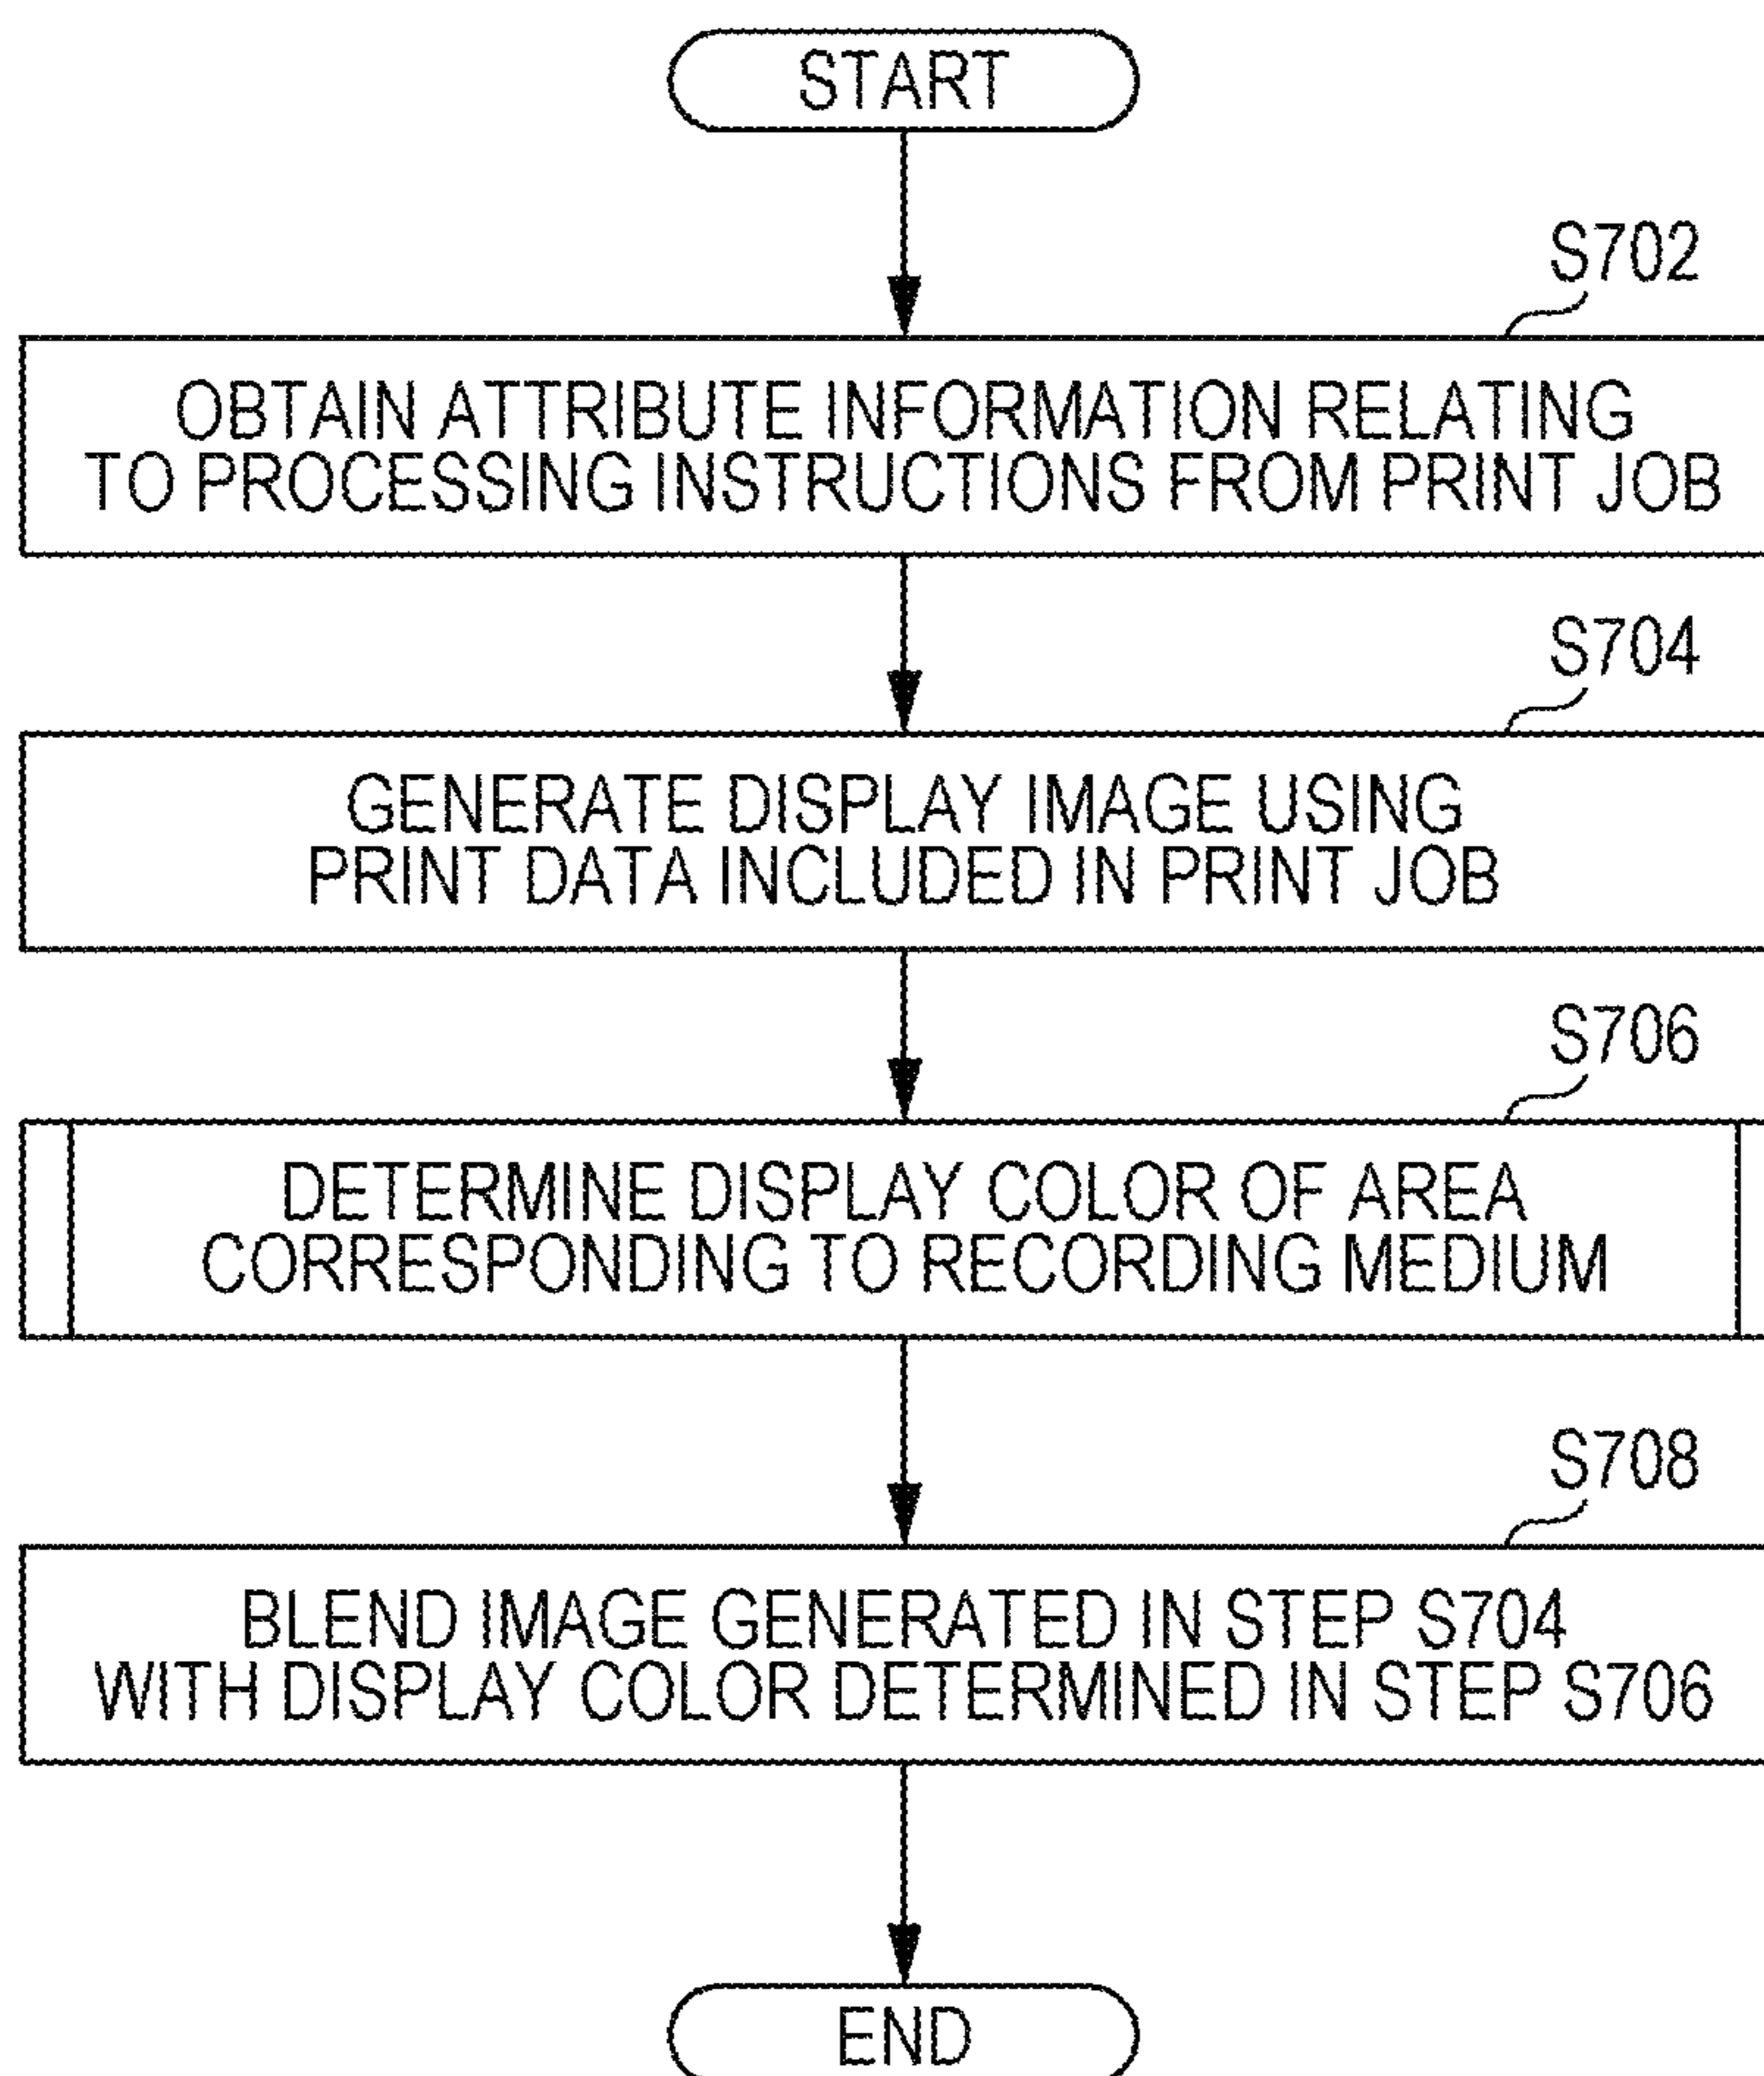 START
S702
OBTAIN ATTRIBUTE INFORMATION RELATING
TO PROCESSING INSTRUCTIONS FROM PRINT JOB
S704
GENERATE DISPLAY IMAGE USING
PRINT DATA INCLUDED IN PRINT JOB
S706
DETERMINE DISPLAY COLOR OF AREA
CORRESPONDING TO RECORDING MEDIUM
S708
BLEND IMAGE GENERATED IN STEP S704
WITH DISPLAY COLOR DETERMINED IN STEP S706
END